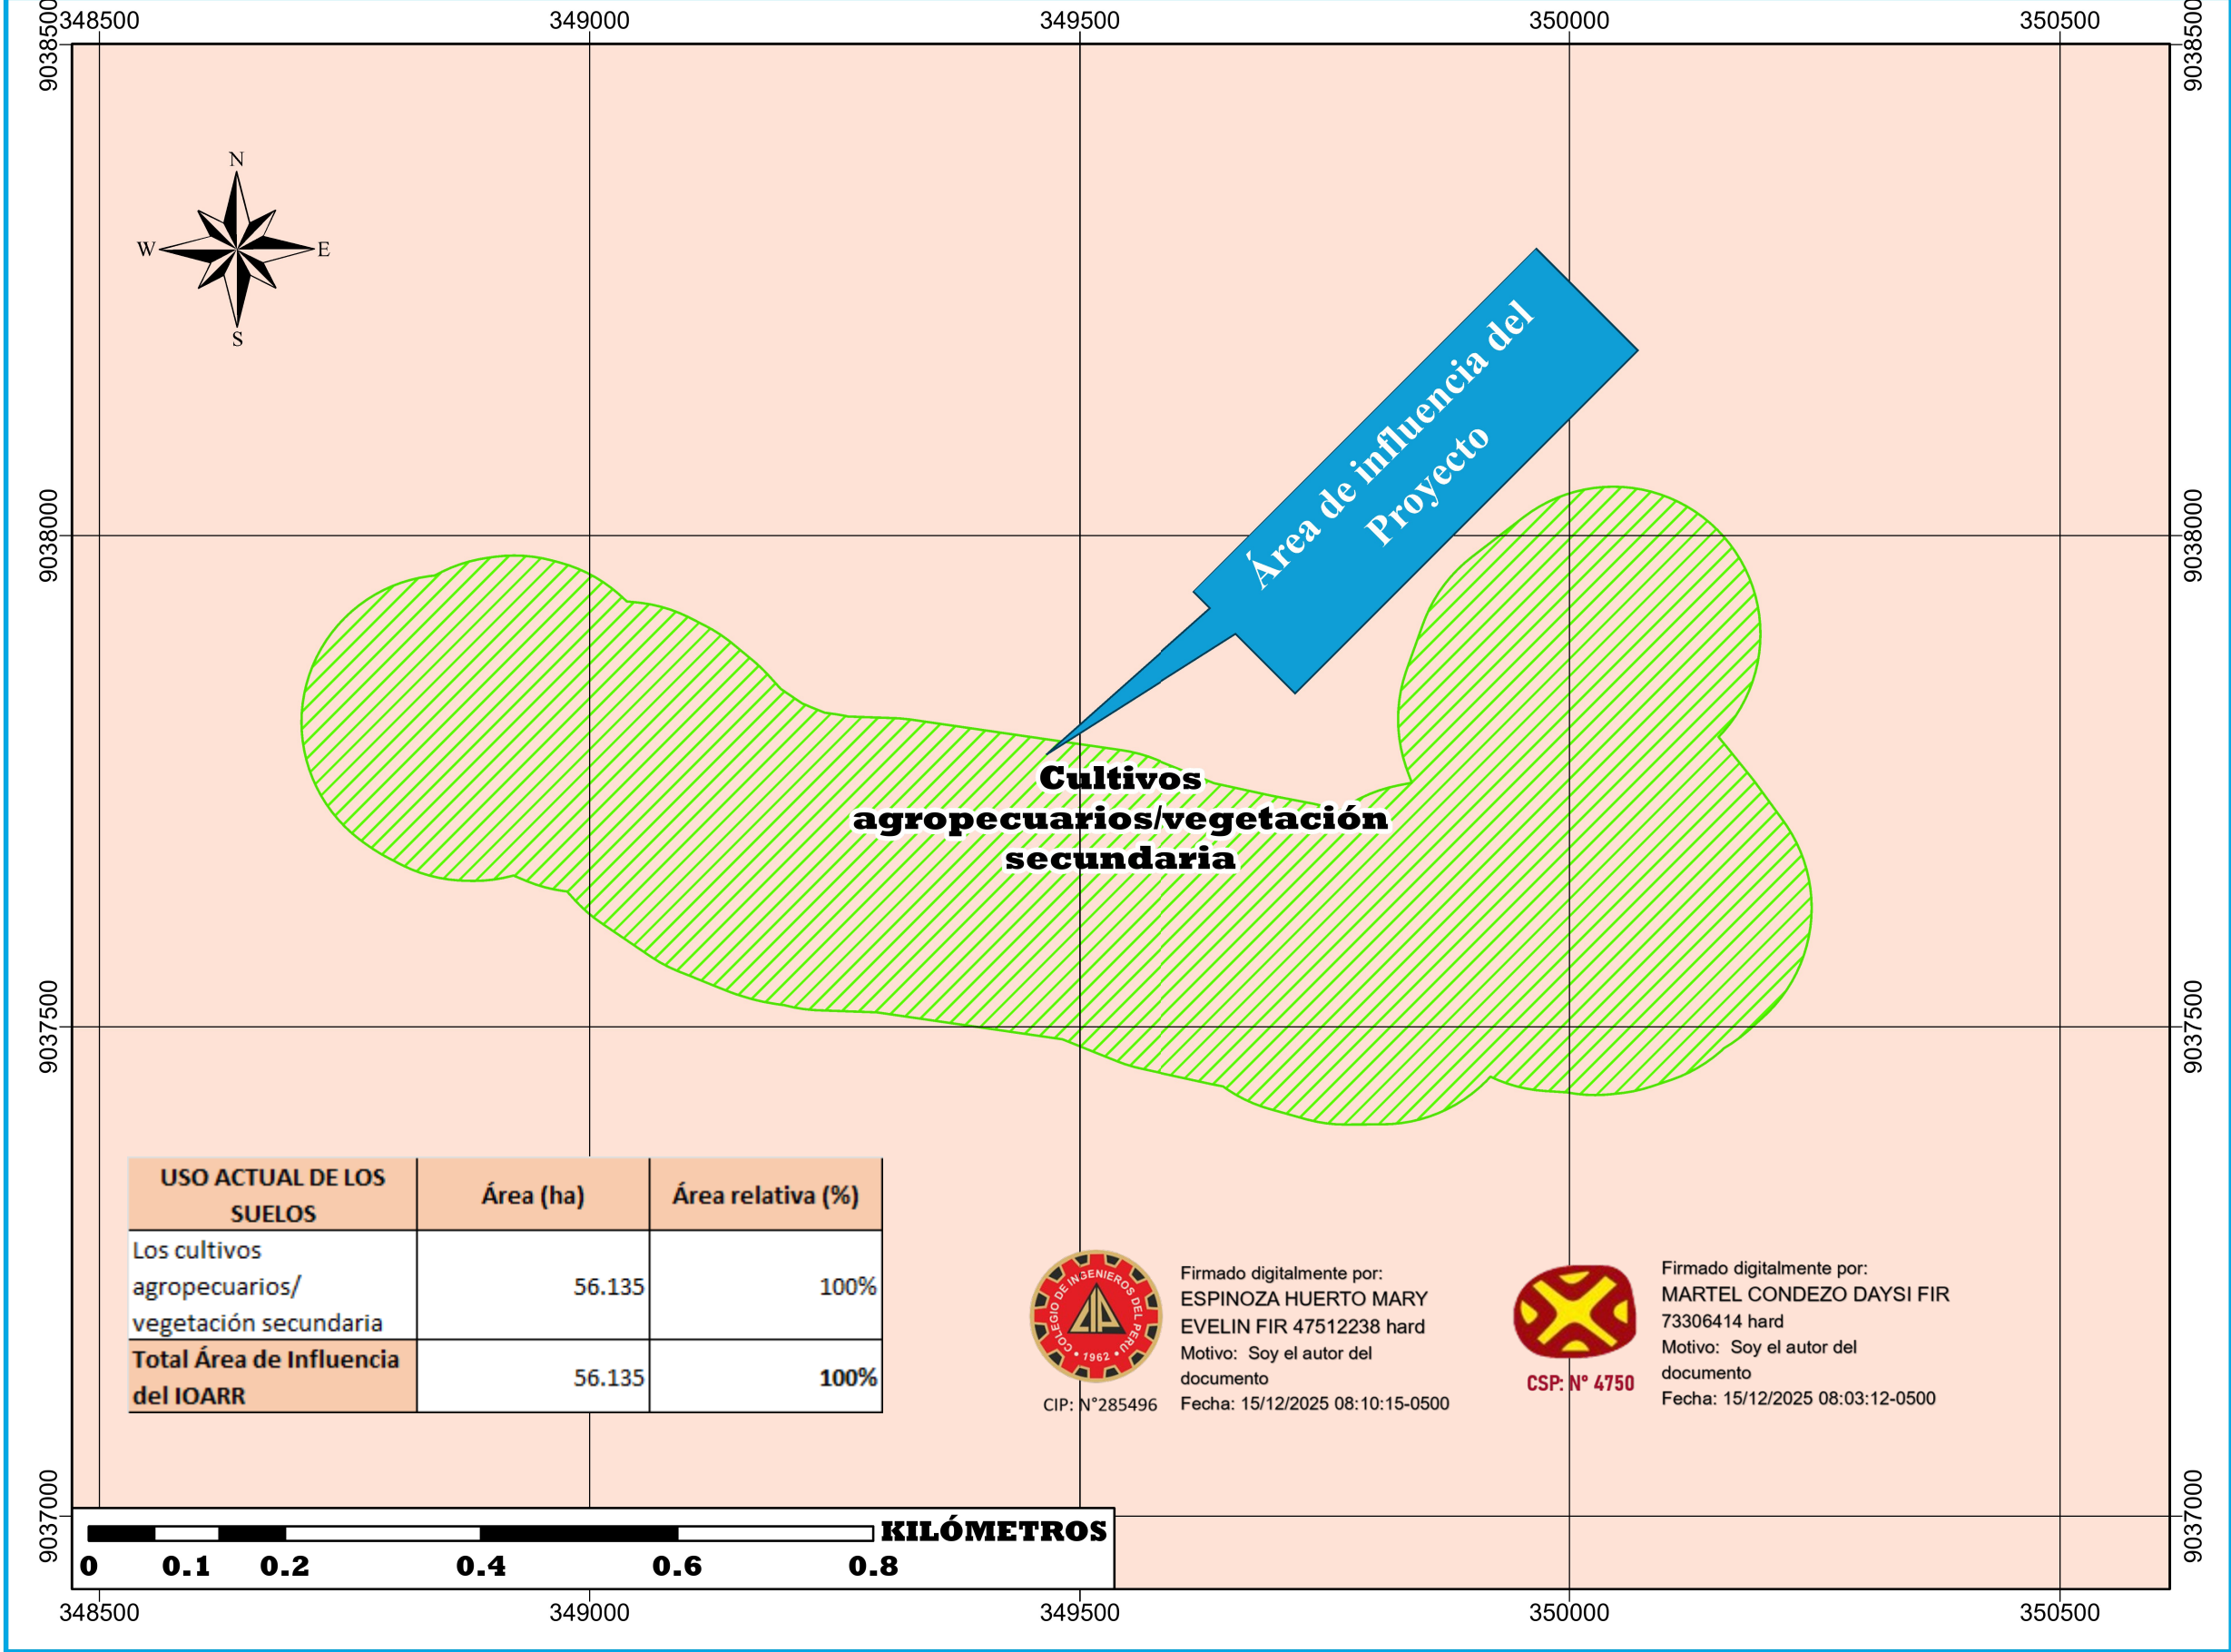 348500 349000 349500 350000 350500
9038500 9038500
N
W E
S
Área de influencia del
Proyecto
9038000 9038000
Cultivos
agropecuarios/vegetación
secundaria
9037500 9037500
USO ACTUAL DE LOS SUELOS Área (ha) Área relativa (%)
Los cultivos
agropecuarios/ 56.135 100%
vegetación secundaria
Total Área de Influencia
del IOARR 56.135 100%
COLEGIO DE INGENIEROS DEL PERU
• 1962 •
CIP: N°285496
Firmado digitalmente por:
ESPINOZA HUERTO MARY
EVELIN FIR 47512238 hard
Motivo: Soy el autor del
documento
Fecha: 15/12/2025 08:10:15-0500
CSP: N° 4750
Firmado digitalmente por:
MARTEL CONDEZO DAYSI FIR
73306414 hard
Motivo: Soy el autor del
documento
Fecha: 15/12/2025 08:03:12-0500
9037000 9037000
KILÓMETROS
0 0.1 0.2 0.4 0.6 0.8
348500 349000 349500 350000 350500